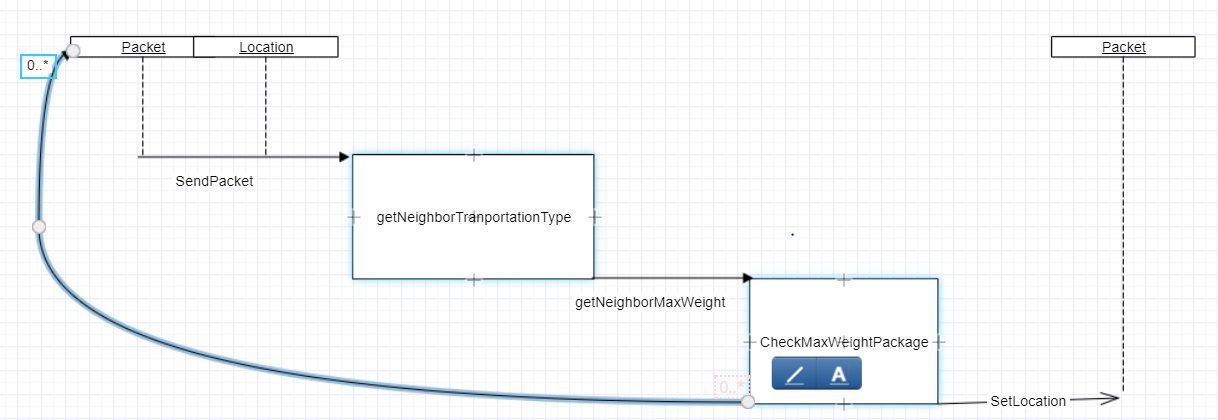 Packet
Location
Packet
0..*
SendPacket
getNeighborTranportationType
getNeighborMaxWeight
CheckMaxWeightPackage
0..*
A
SetLocation